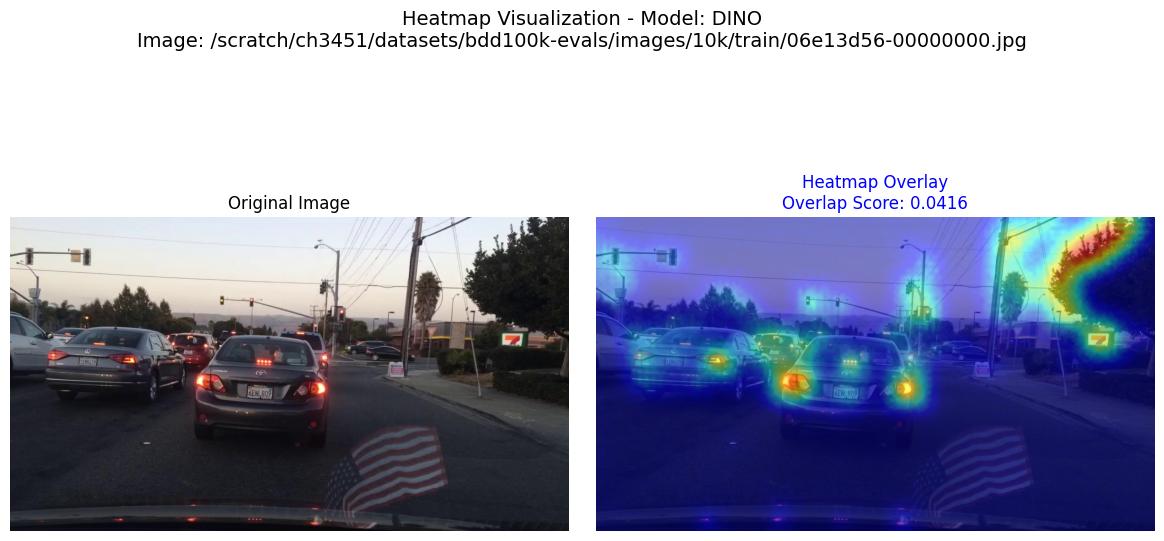 Heatmap Visualization - Model: DINO
Image: /scratch/ch3451/datasets/bdd100k-evals/images/10k/train/06e13d56-00000000.jpg
Original Image
Heatmap Overlay
Overlap Score: 0.0416